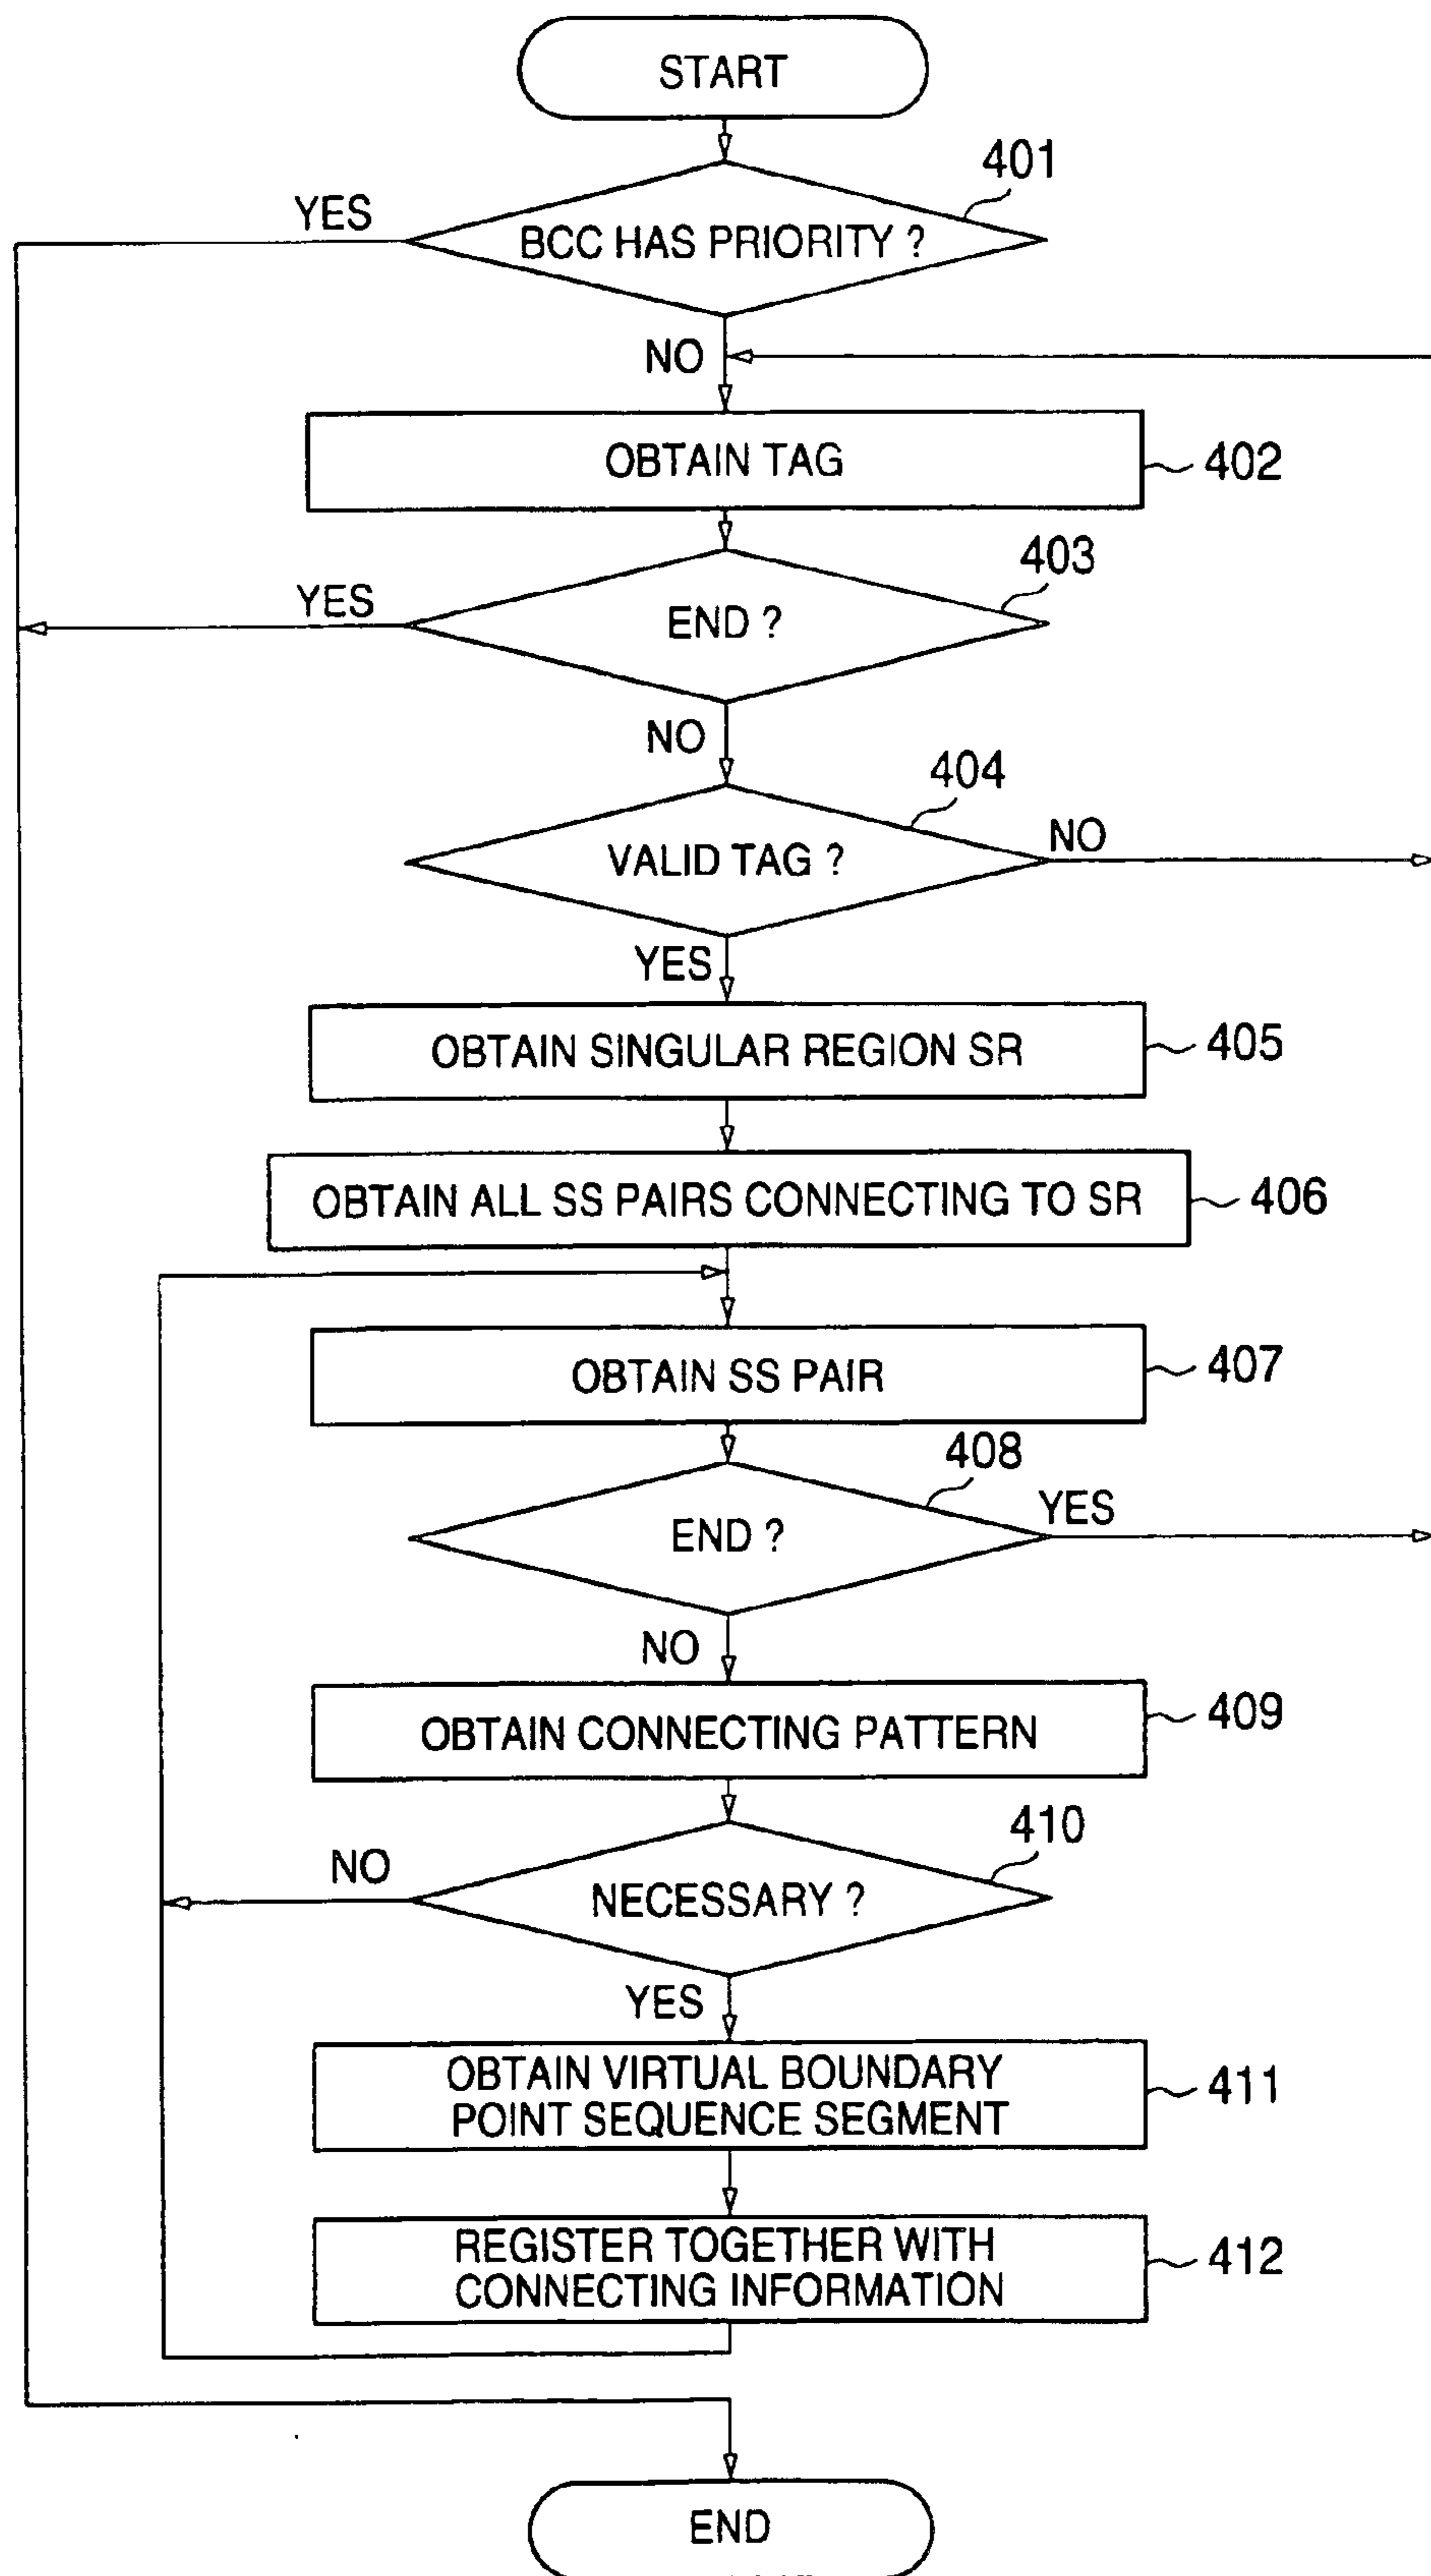 START
401
YES
BCC HAS PRIORITY ?
NO
OBTAIN TAG
402
403
YES
END ?
NO
404
VALID TAG ?
NO
YES
OBTAIN SINGULAR REGION SR
405
OBTAIN ALL SS PAIRS CONNECTING TO SR
406
OBTAIN SS PAIR
407
408
END ?
YES
NO
OBTAIN CONNECTING PATTERN
409
410
NO
NECESSARY ?
YES
OBTAIN VIRTUAL BOUNDARY
POINT SEQUENCE SEGMENT
411
REGISTER TOGETHER WITH
CONNECTING INFORMATION
412
END